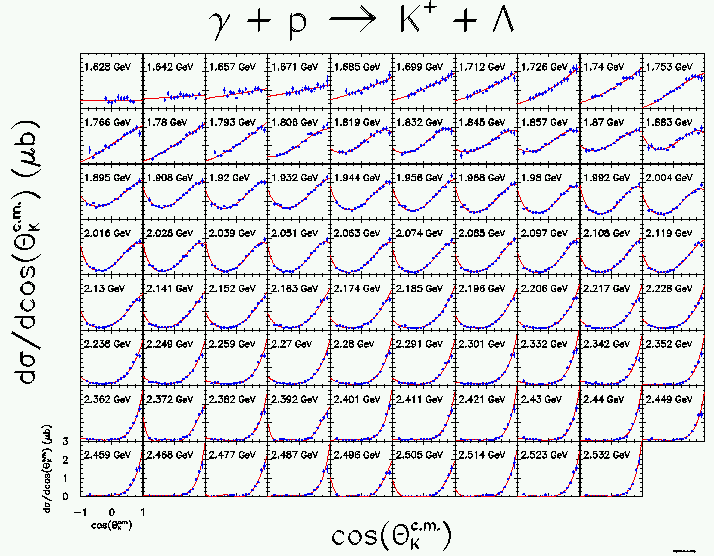 γ + p → K⁺ + Λ
dσ/dcos(Θ_K^c.m.) (μb)
1.628 GeV 1.642 GeV 1.657 GeV 1.671 GeV 1.685 GeV 1.699 GeV 1.712 GeV 1.726 GeV 1.74 GeV 1.753 GeV
1.766 GeV 1.78 GeV 1.793 GeV 1.806 GeV 1.819 GeV 1.832 GeV 1.845 GeV 1.857 GeV 1.87 GeV 1.883 GeV
1.895 GeV 1.908 GeV 1.92 GeV 1.932 GeV 1.944 GeV 1.956 GeV 1.968 GeV 1.98 GeV 1.992 GeV 2.004 GeV
2.016 GeV 2.028 GeV 2.039 GeV 2.051 GeV 2.063 GeV 2.074 GeV 2.085 GeV 2.097 GeV 2.108 GeV 2.119 GeV
2.13 GeV 2.141 GeV 2.152 GeV 2.163 GeV 2.174 GeV 2.185 GeV 2.196 GeV 2.206 GeV 2.217 GeV 2.228 GeV
2.238 GeV 2.249 GeV 2.259 GeV 2.27 GeV 2.28 GeV 2.291 GeV 2.301 GeV 2.332 GeV 2.342 GeV 2.352 GeV
2.362 GeV 2.372 GeV 2.382 GeV 2.392 GeV 2.401 GeV 2.411 GeV 2.421 GeV 2.43 GeV 2.44 GeV 2.449 GeV
2.459 GeV 2.468 GeV 2.477 GeV 2.487 GeV 2.496 GeV 2.505 GeV 2.514 GeV 2.523 GeV 2.532 GeV
dσ/dcos(Θ_K^cm) (μb)
3
2
1
0
-1 0 1
cos(Θ_K^cm)
cos(Θ_K^c.m.)